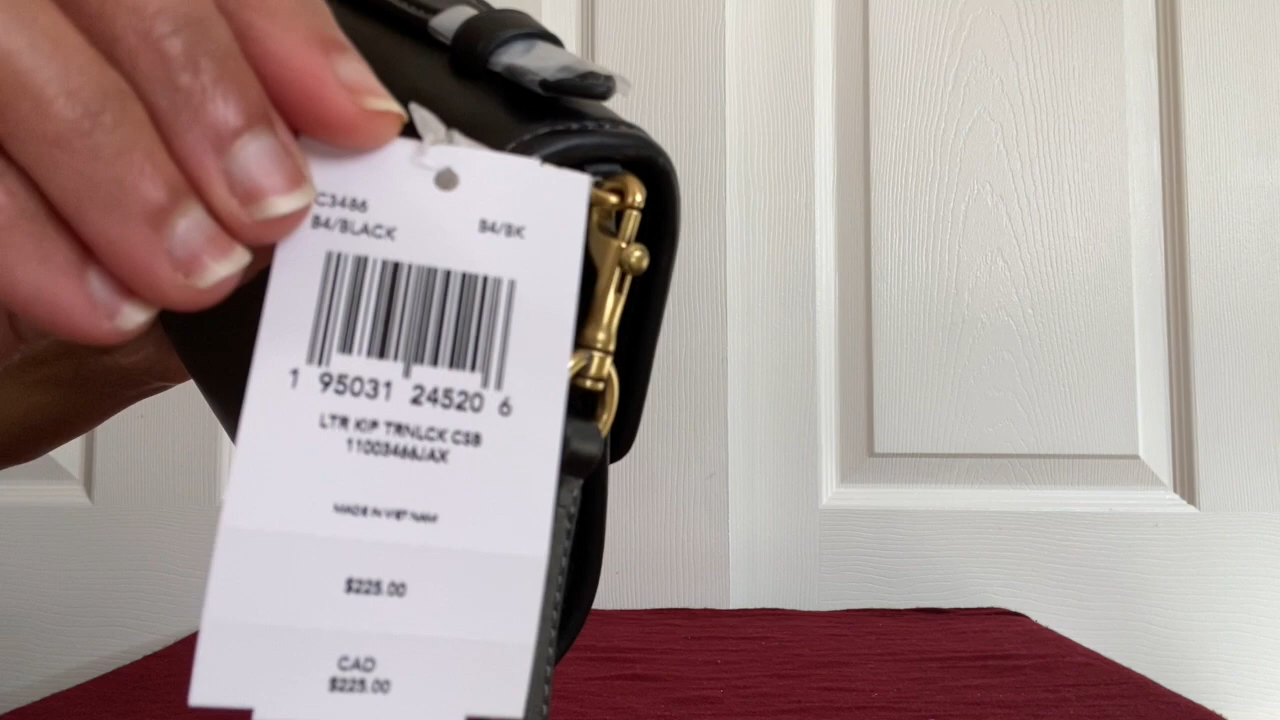 C3486
B4/BLACK B4/BK
1 95031 24520 6
LTR KIP TRNLCK CSB
11003466JAX
MADE IN VIETNAM
$225.00
CAD
$225.00